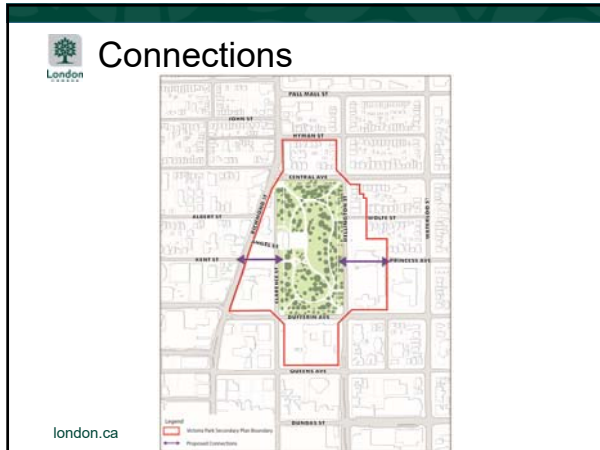 Connections
London
CANADA
PALL MALL ST
JOHN ST
HYMAN ST
CENTRAL AVE
RICHMOND ST
WELLINGTON ST
WATERLOO ST
ALBERT ST
WOLFE ST
ANGEL ST
KENT ST
PRINCESS AVE
CLARENCE ST
DUFFERIN AVE
QUEENS AVE
DUNDAS ST
Legend
Victoria Park Secondary Plan Boundary
Proposed Connections
london.ca